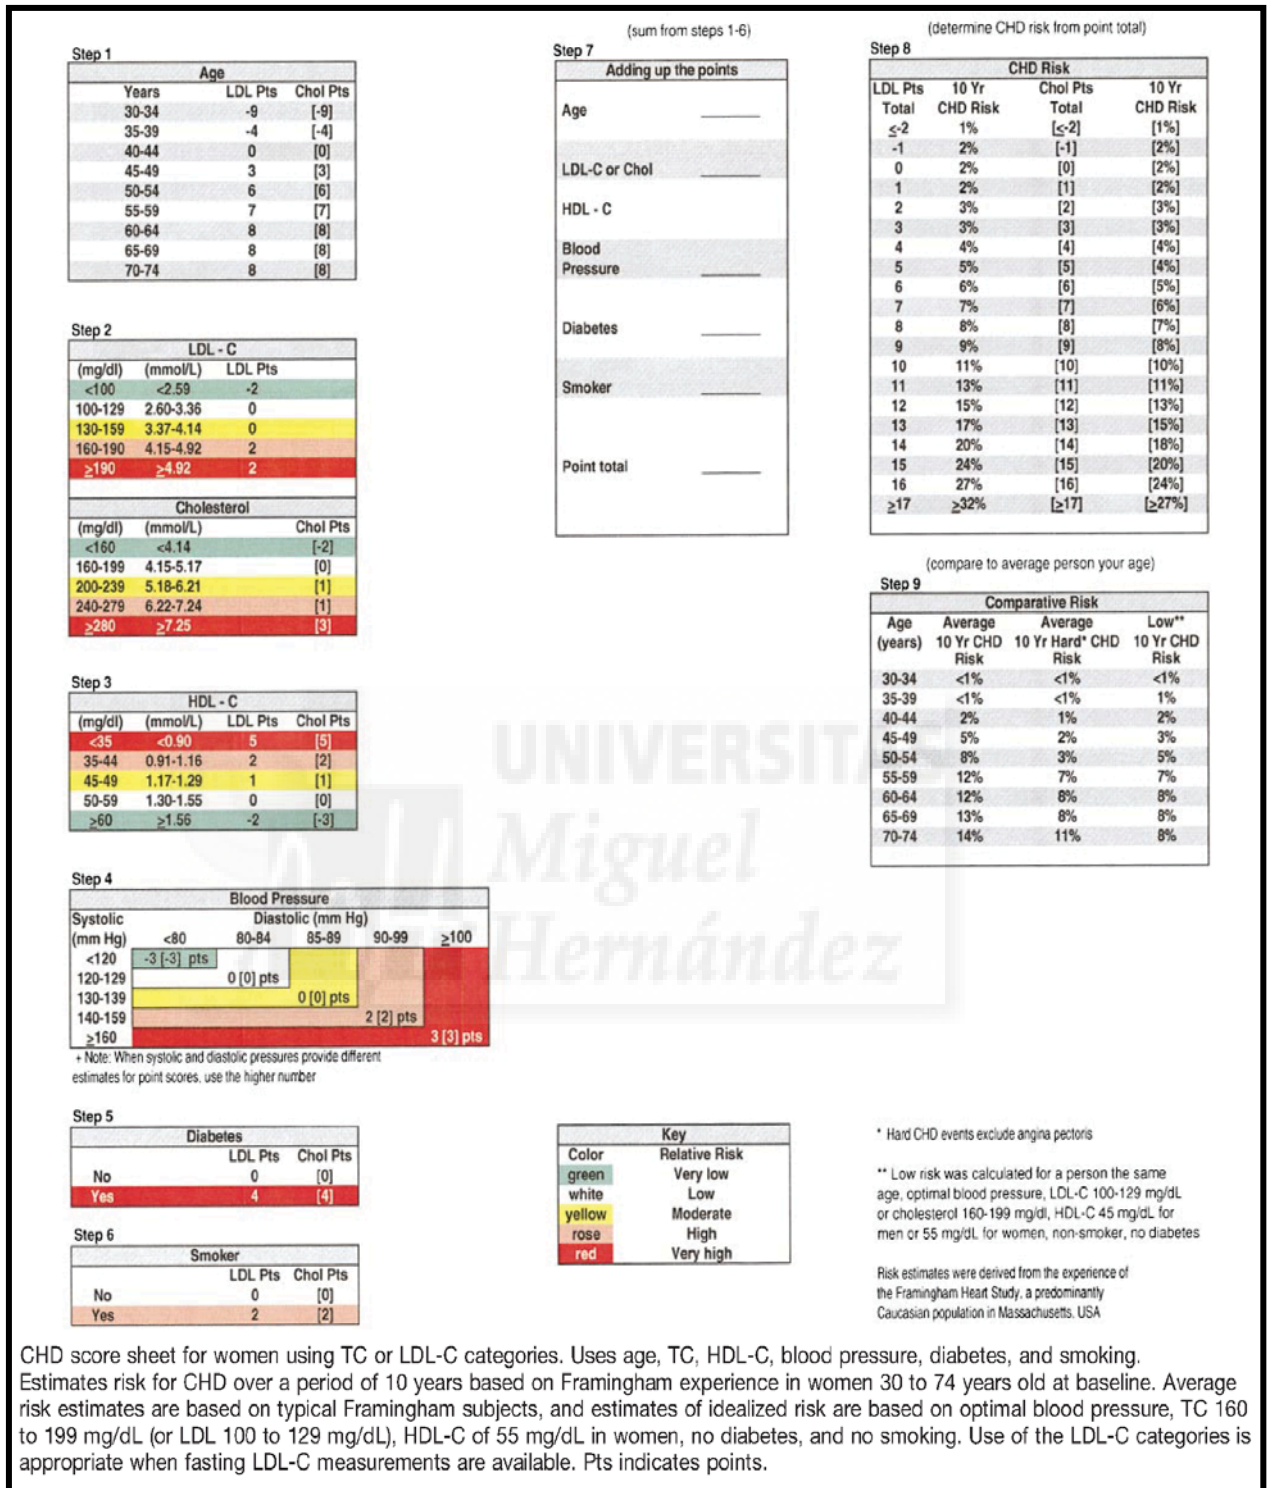 Step 1
Age
Years LDL Pts Chol Pts
30-34 -9 [-9]
35-39 -4 [-4]
40-44 0 [0]
45-49 3 [3]
50-54 6 [6]
55-59 7 [7]
60-64 8 [8]
65-69 8 [8]
70-74 8 [8]
Step 2
LDL - C
(mg/dl) (mmol/L) LDL Pts
<100 <2.59 -2
100-129 2.60-3.36 0
130-159 3.37-4.14 0
160-190 4.15-4.92 2
≥190 ≥4.92 2
Cholesterol
(mg/dl) (mmol/L) Chol Pts
<160 <4.14 [-2]
160-199 4.15-5.17 [0]
200-239 5.18-6.21 [1]
240-279 6.22-7.24 [1]
≥280 ≥7.25 [3]
Step 3
HDL - C
(mg/dl) (mmol/L) LDL Pts Chol Pts
<35 <0.90 5 [5]
35-44 0.91-1.16 2 [2]
45-49 1.17-1.29 1 [1]
50-59 1.30-1.55 0 [0]
≥60 ≥1.56 -2 [-3]
Step 4
Blood Pressure
Systolic Diastolic (mm Hg)
(mm Hg) <80 80-84 85-89 90-99 ≥100
<120 -3 [-3] pts
120-129 0 [0] pts
130-139 0 [0] pts
140-159 2 [2] pts
≥160 3 [3] pts
+ Note: When systolic and diastolic pressures provide different
estimates for point scores, use the higher number
Step 5
Diabetes
LDL Pts Chol Pts
No 0 [0]
Yes 4 [4]
Step 6
Smoker
LDL Pts Chol Pts
No 0 [0]
Yes 2 [2]
(sum from steps 1-6)
Step 7
Adding up the points
Age
LDL-C or Chol
HDL - C
Blood
Pressure
Diabetes
Smoker
Point total
Key
Color Relative Risk
green Very low
white Low
yellow Moderate
rose High
red Very high
(determine CHD risk from point total)
Step 8
CHD Risk
LDL Pts 10 Yr Chol Pts 10 Yr
Total CHD Risk Total CHD Risk
≤-2 1% [≤-2] [1%]
-1 2% [-1] [2%]
0 2% [0] [2%]
1 2% [1] [2%]
2 3% [2] [3%]
3 3% [3] [3%]
4 4% [4] [4%]
5 5% [5] [4%]
6 6% [6] [5%]
7 7% [7] [6%]
8 8% [8] [7%]
9 9% [9] [8%]
10 11% [10] [10%]
11 13% [11] [11%]
12 15% [12] [13%]
13 17% [13] [15%]
14 20% [14] [18%]
15 24% [15] [20%]
16 27% [16] [24%]
≥17 ≥32% [≥17] [≥27%]
(compare to average person your age)
Step 9
Comparative Risk
Age Average Average Low**
(years) 10 Yr CHD 10 Yr Hard* CHD 10 Yr CHD
Risk Risk Risk
30-34 <1% <1% <1%
35-39 <1% <1% 1%
40-44 2% 1% 2%
45-49 5% 2% 3%
50-54 8% 3% 5%
55-59 12% 7% 7%
60-64 12% 8% 8%
65-69 13% 8% 8%
70-74 14% 11% 8%
* Hard CHD events exclude angina pectoris
** Low risk was calculated for a person the same
age, optimal blood pressure, LDL-C 100-129 mg/dL
or cholesterol 160-199 mg/dl, HDL-C 45 mg/dL for
men or 55 mg/dL for women, non-smoker, no diabetes
Risk estimates were derived from the experience of
the Framingham Heart Study, a predominantly
Caucasian population in Massachusetts, USA
UNIVERSITAS
Miguel
Hernández
CHD score sheet for women using TC or LDL-C categories. Uses age, TC, HDL-C, blood pressure, diabetes, and smoking.
Estimates risk for CHD over a period of 10 years based on Framingham experience in women 30 to 74 years old at baseline. Average
risk estimates are based on typical Framingham subjects, and estimates of idealized risk are based on optimal blood pressure, TC 160
to 199 mg/dL (or LDL 100 to 129 mg/dL), HDL-C of 55 mg/dL in women, no diabetes, and no smoking. Use of the LDL-C categories is
appropriate when fasting LDL-C measurements are available. Pts indicates points.